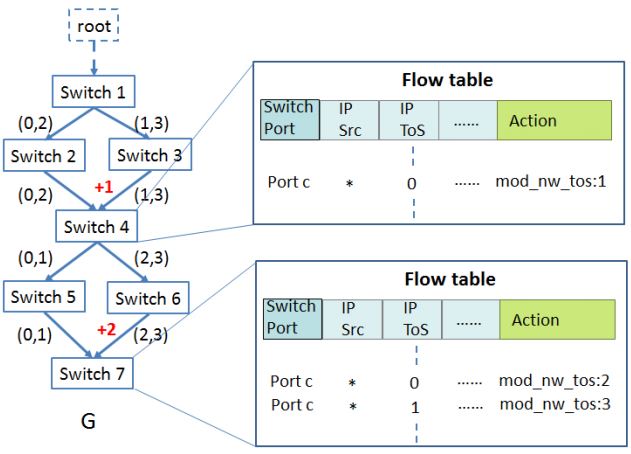 root
Switch 1
(0,2) (1,3)
Switch 2 Switch 3
(0,2) +1 (1,3)
Switch 4
(0,1) (2,3)
Switch 5 Switch 6
(0,1) +2 (2,3)
Switch 7
G
Flow table
Switch Port IP Src IP ToS ...... Action
Port c * 0 ...... mod_nw_tos:1
Flow table
Switch Port IP Src IP ToS ...... Action
Port c * 0 ...... mod_nw_tos:2
Port c * 1 ...... mod_nw_tos:3